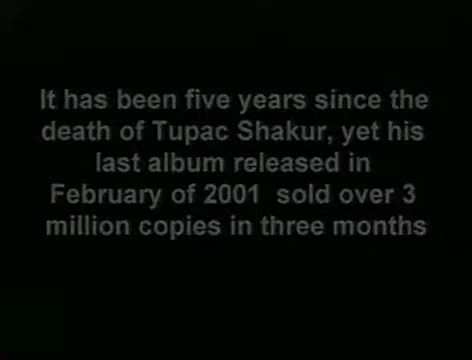 It has been five years since the
death of Tupac Shakur, yet his
last album released in
February of 2001 sold over 3
million copies in three months